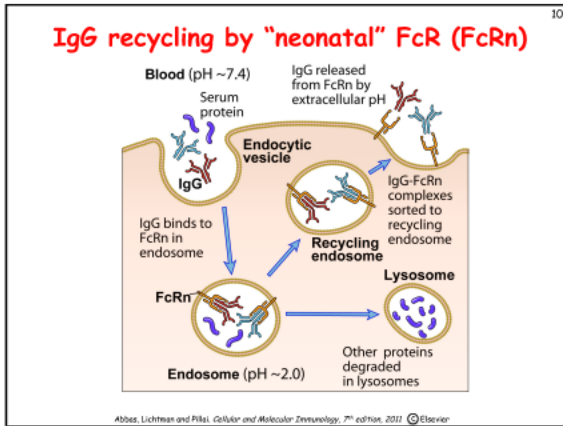 10
IgG recycling by “neonatal” FcR (FcRn)
Blood (pH ~7.4)
Serum
protein
IgG
Endocytic
vesicle
IgG released
from FcRn by
extracellular pH
IgG binds to
FcRn in
endosome
IgG-FcRn
complexes
sorted to
recycling
endosome
Recycling
endosome
Lysosome
FcRn
Endosome (pH ~2.0)
Other proteins
degraded
in lysosomes
Abbes, Lichtman and Pillai. Cellular and Molecular Immunology, 7th edition, 2011 © Elsevier